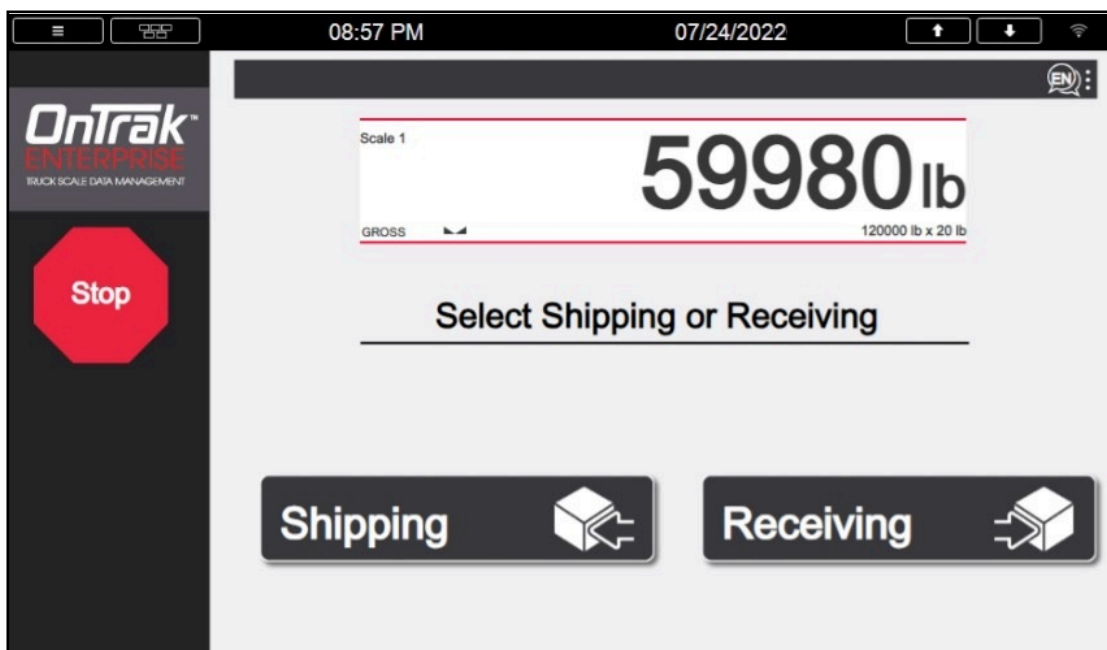 08:57 PM 07/24/2022
EN
OnTrak™
ENTERPRISE
TRUCK SCALE DATA MANAGEMENT
Scale 1
59980 lb
GROSS 120000 lb x 20 lb
Stop
Select Shipping or Receiving
Shipping Receiving